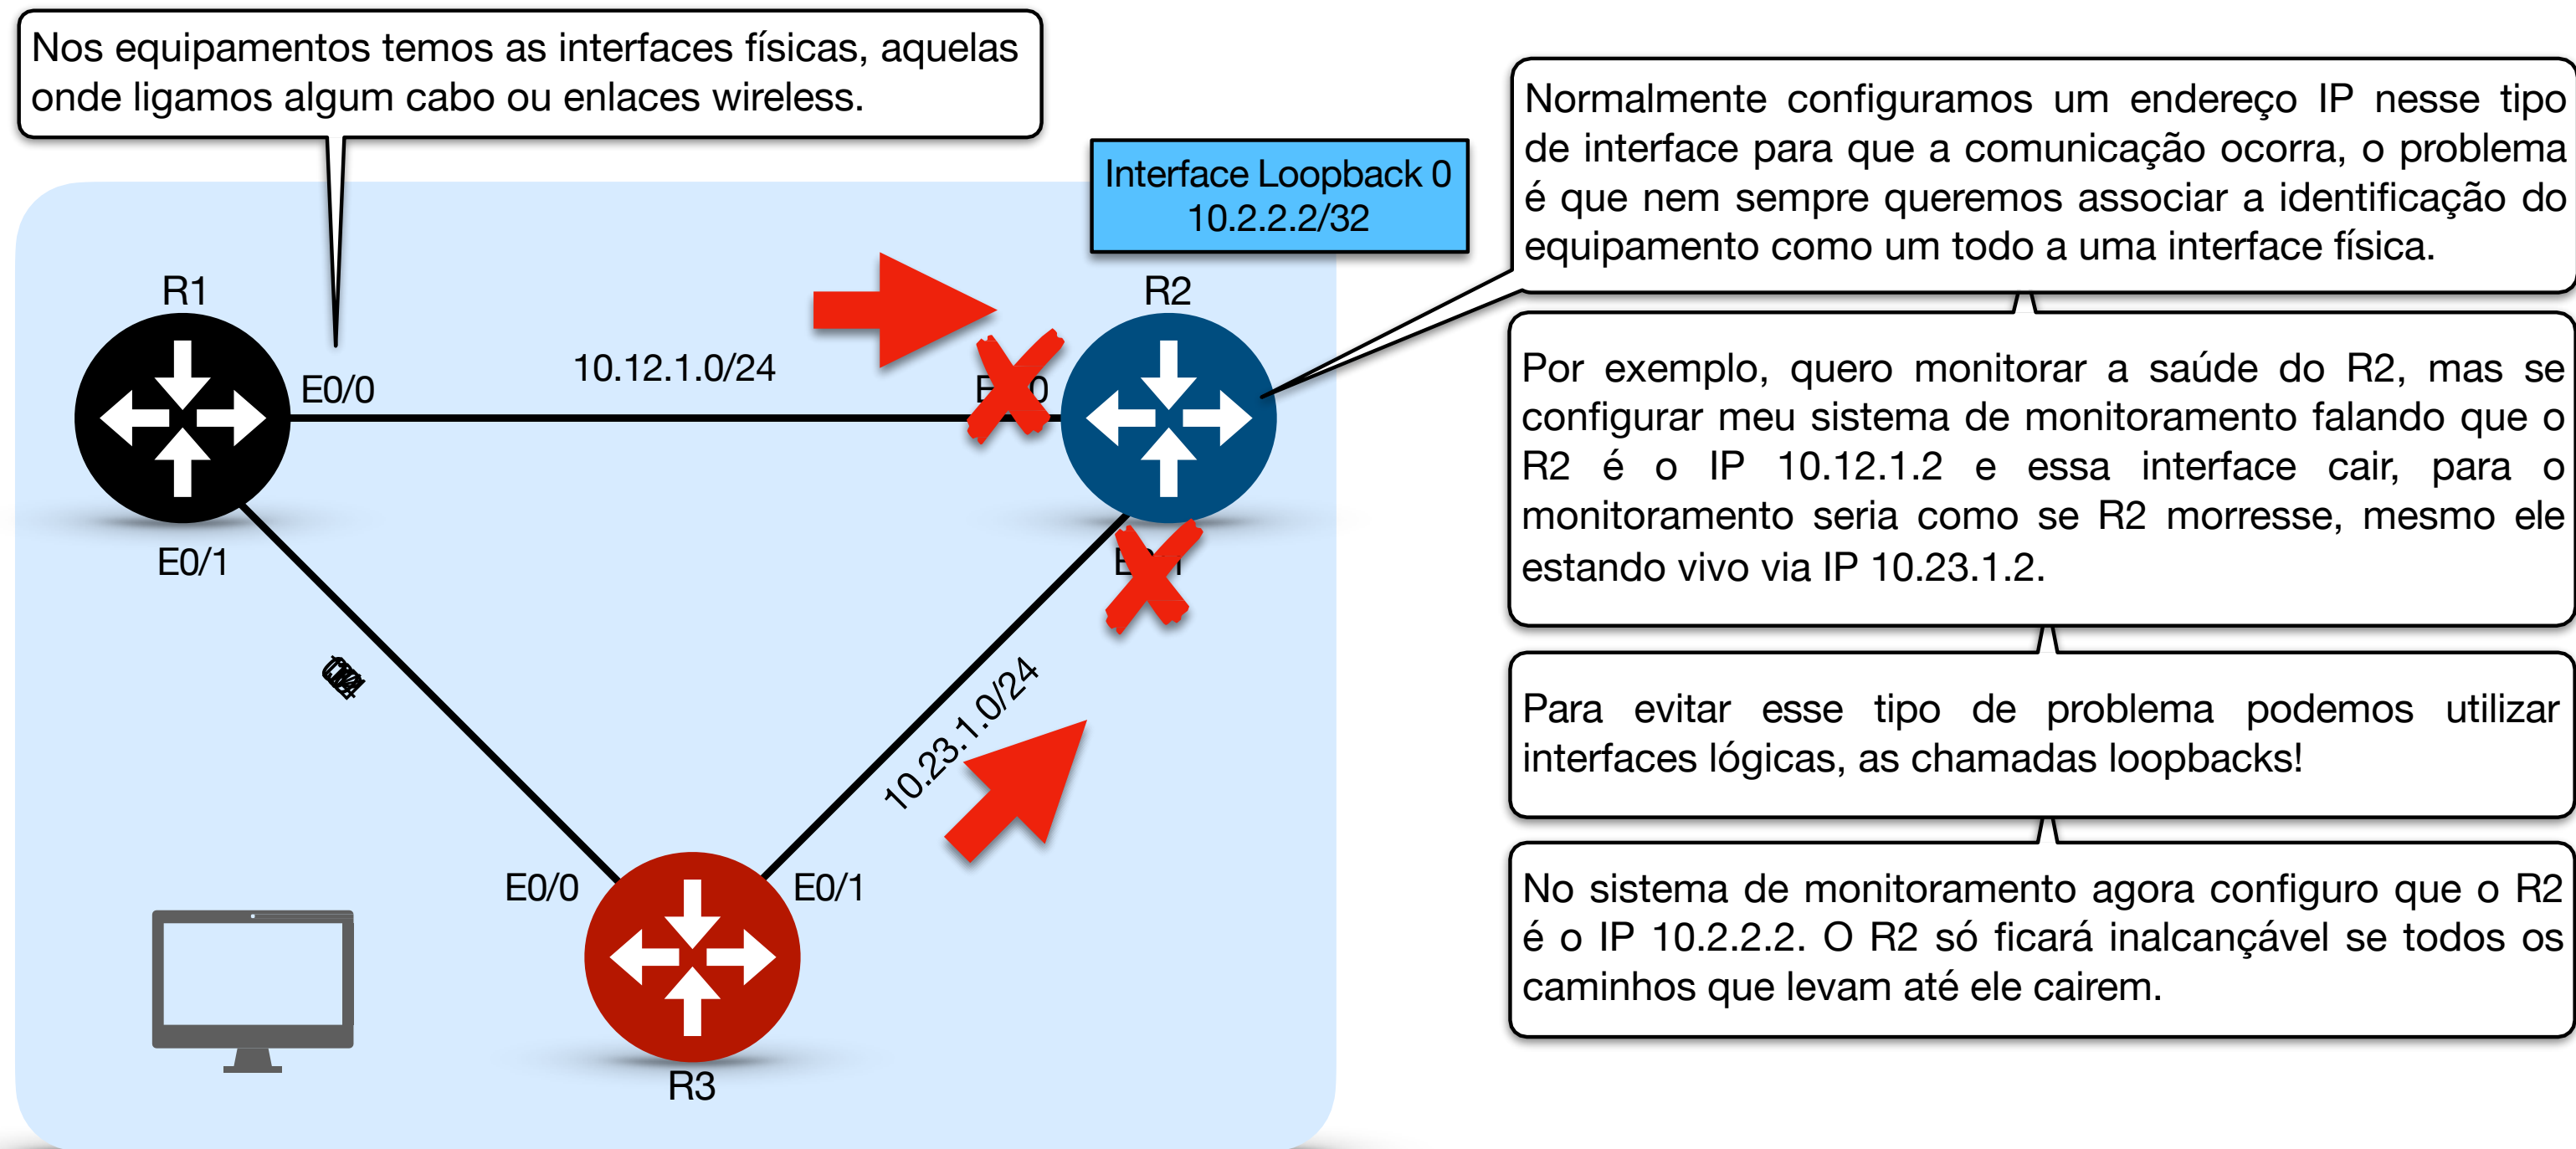 Nos equipamentos temos as interfaces físicas, aquelas
onde ligamos algum cabo ou enlaces wireless.
Interface Loopback 0
10.2.2.2/32
Normalmente configuramos um endereço IP nesse tipo
de interface para que a comunicação ocorra, o problema
é que nem sempre queremos associar a identificação do
equipamento como um todo a uma interface física.
R1
R2
10.12.1.0/24
E0/0
E0/1
Por exemplo, quero monitorar a saúde do R2, mas se
configurar meu sistema de monitoramento falando que o
R2 é o IP 10.12.1.2 e essa interface cair, para o
monitoramento seria como se R2 morresse, mesmo ele
estando vivo via IP 10.23.1.2.
10.23.1.0/24
Para evitar esse tipo de problema podemos utilizar
interfaces lógicas, as chamadas loopbacks!
E0/0
E0/1
R3
No sistema de monitoramento agora configuro que o R2
é o IP 10.2.2.2. O R2 só ficará inalcançável se todos os
caminhos que levam até ele cairem.